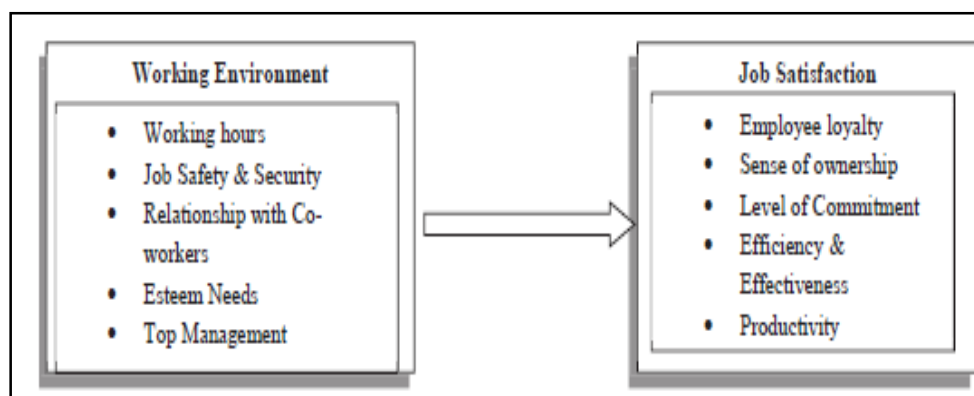 Working Environment
• Working hours
• Job Safety & Security
• Relationship with Co-
workers
• Esteem Needs
• Top Management
Job Satisfaction
• Employee loyalty
• Sense of ownership
• Level of Commitment
• Efficiency &
Effectiveness
• Productivity